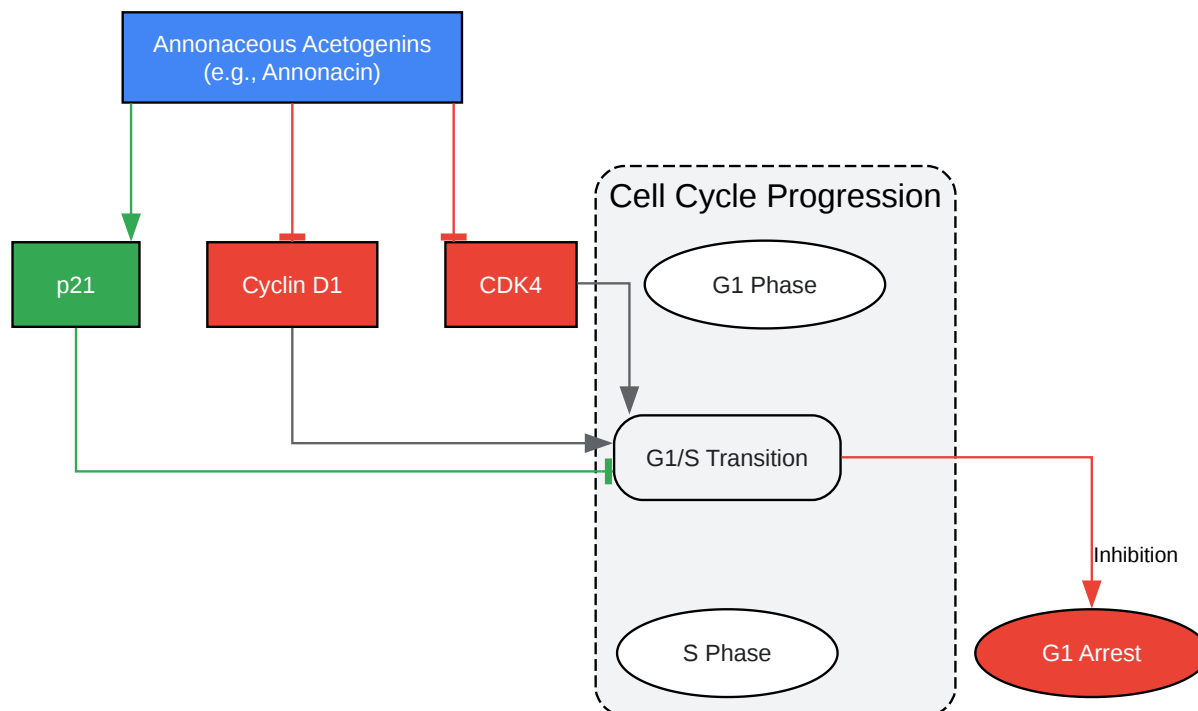 Annonaceous Acetogenins
(e.g., Annonacin)
Cell Cycle Progression
p21
Cyclin D1
CDK4
G1 Phase
G1/S Transition
Inhibition
S Phase
G1 Arrest